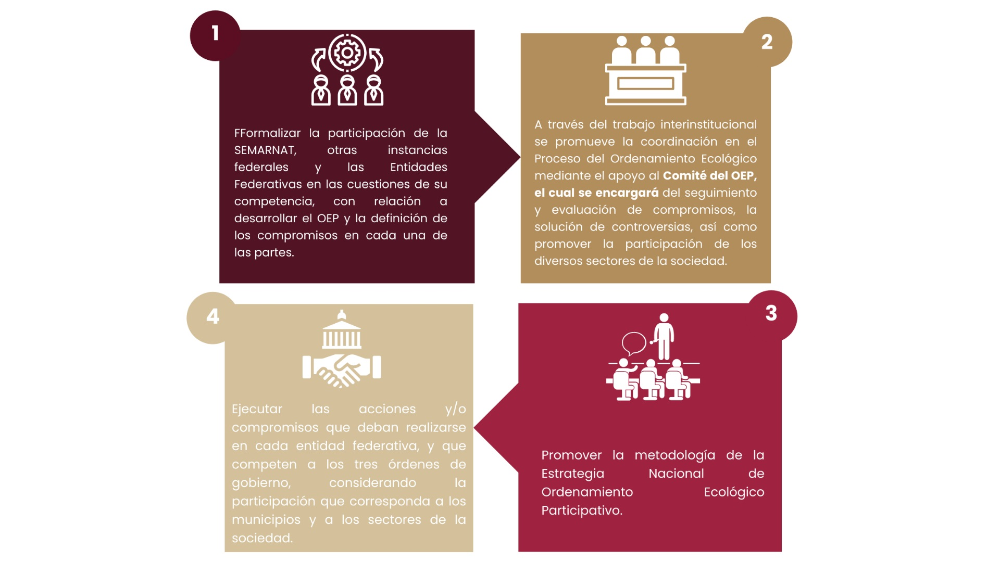 1
FFormalizar la participación de la
SEMARNAT, otras instancias
federales y las Entidades
Federativas en las cuestiones de su
competencia, con relación a
desarrollar el OEP y la definición de
los compromisos en cada una de
las partes.
2
A través del trabajo interinstitucional
se promueve la coordinación en el
Proceso del Ordenamiento Ecológico
mediante el apoyo al Comité del OEP,
el cual se encargará del seguimiento
y evaluación de compromisos, la
solución de controversias, así como
promover la participación de los
diversos sectores de la sociedad.
3
Promover la metodología de la
Estrategia Nacional de
Ordenamiento Ecológico
Participativo.
4
Ejecutar las acciones y/o
compromisos que deban realizarse
en cada entidad federativa, y que
competen a los tres órdenes de
gobierno, considerando la
participación que corresponda a los
municipios y a los sectores de la
sociedad.